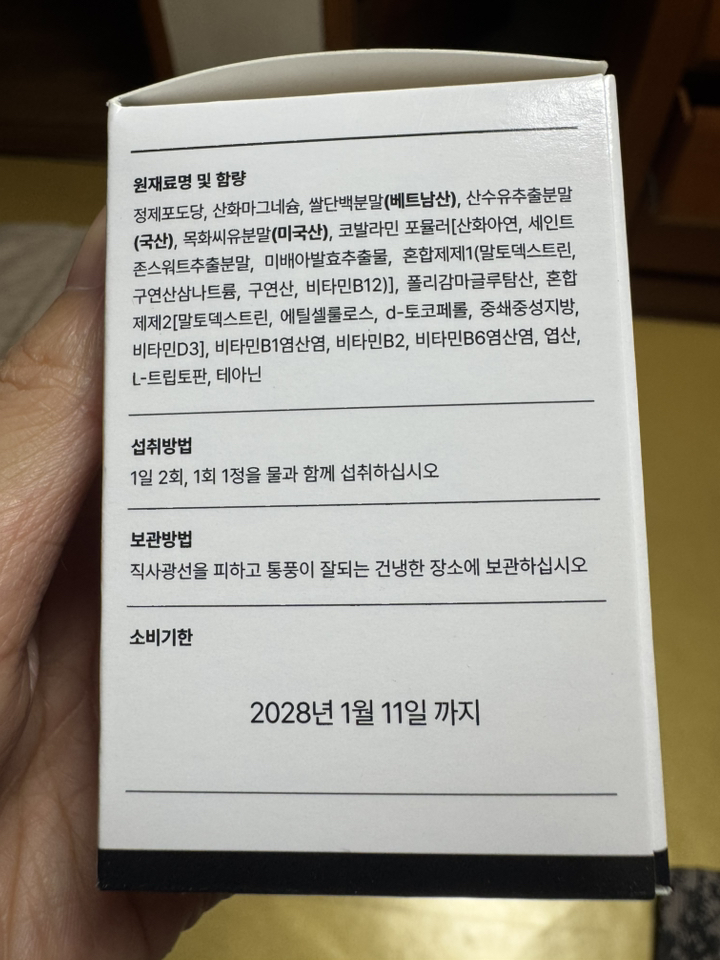 원재료명 및 함량
정제포도당, 산화마그네슘, 쌀단백분말(베트남산), 산수유추출분말
(국산), 목화씨유분말(미국산), 코발라민 포뮬러[산화아연, 세인트
존스워트추출분말, 미배아발효추출물, 혼합제제1(말토덱스트린,
구연산삼나트륨, 구연산, 비타민B12)], 폴리감마글루탐산, 혼합
제제2[말토덱스트린, 에틸셀룰로스, d-토코페롤, 중쇄중성지방,
비타민D3], 비타민B1염산염, 비타민B2, 비타민B6염산염, 엽산,
L-트립토판, 테아닌
섭취방법
1일 2회, 1회 1정을 물과 함께 섭취하십시오
보관방법
직사광선을 피하고 통풍이 잘되는 건냉한 장소에 보관하십시오
소비기한
2028년 1월 11일 까지